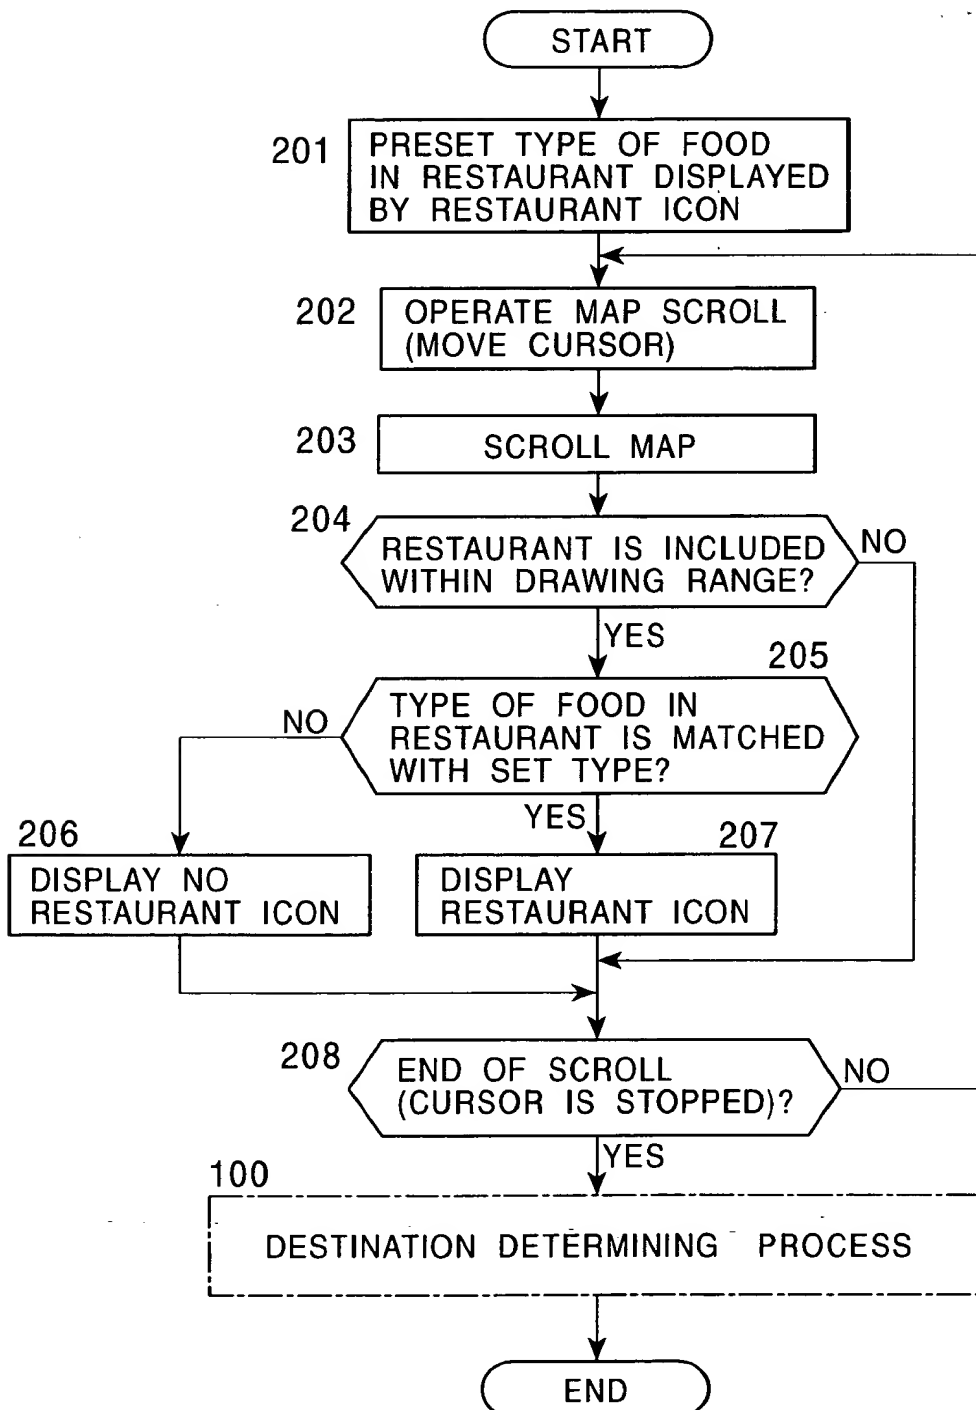 START
201
PRESET TYPE OF FOOD
IN RESTAURANT DISPLAYED
BY RESTAURANT ICON
202
OPERATE MAP SCROLL
(MOVE CURSOR)
203
SCROLL MAP
204
RESTAURANT IS INCLUDED
WITHIN DRAWING RANGE?
NO
YES
205
TYPE OF FOOD IN
RESTAURANT IS MATCHED
WITH SET TYPE?
NO
YES
206
DISPLAY NO
RESTAURANT ICON
207
DISPLAY
RESTAURANT ICON
208
END OF SCROLL
(CURSOR IS STOPPED)?
NO
YES
100
DESTINATION DETERMINING PROCESS
END